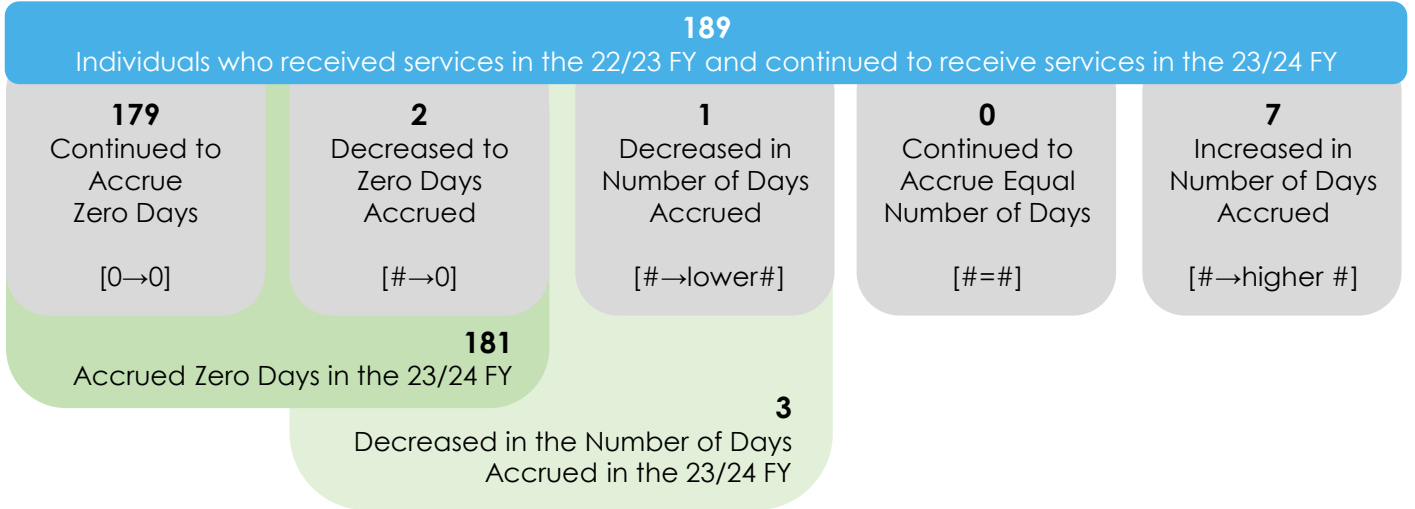 189
Individuals who received services in the 22/23 FY and continued to receive services in the 23/24 FY
179
Continued to
Accrue
Zero Days
[0→0]
2
Decreased to
Zero Days
Accrued
[#→0]
1
Decreased in
Number of Days
Accrued
[#→lower#]
0
Continued to
Accrue Equal
Number of Days
[#=#]
7
Increased in
Number of Days
Accrued
[#→higher #]
181
Accrued Zero Days in the 23/24 FY
3
Decreased in the Number of Days
Accrued in the 23/24 FY